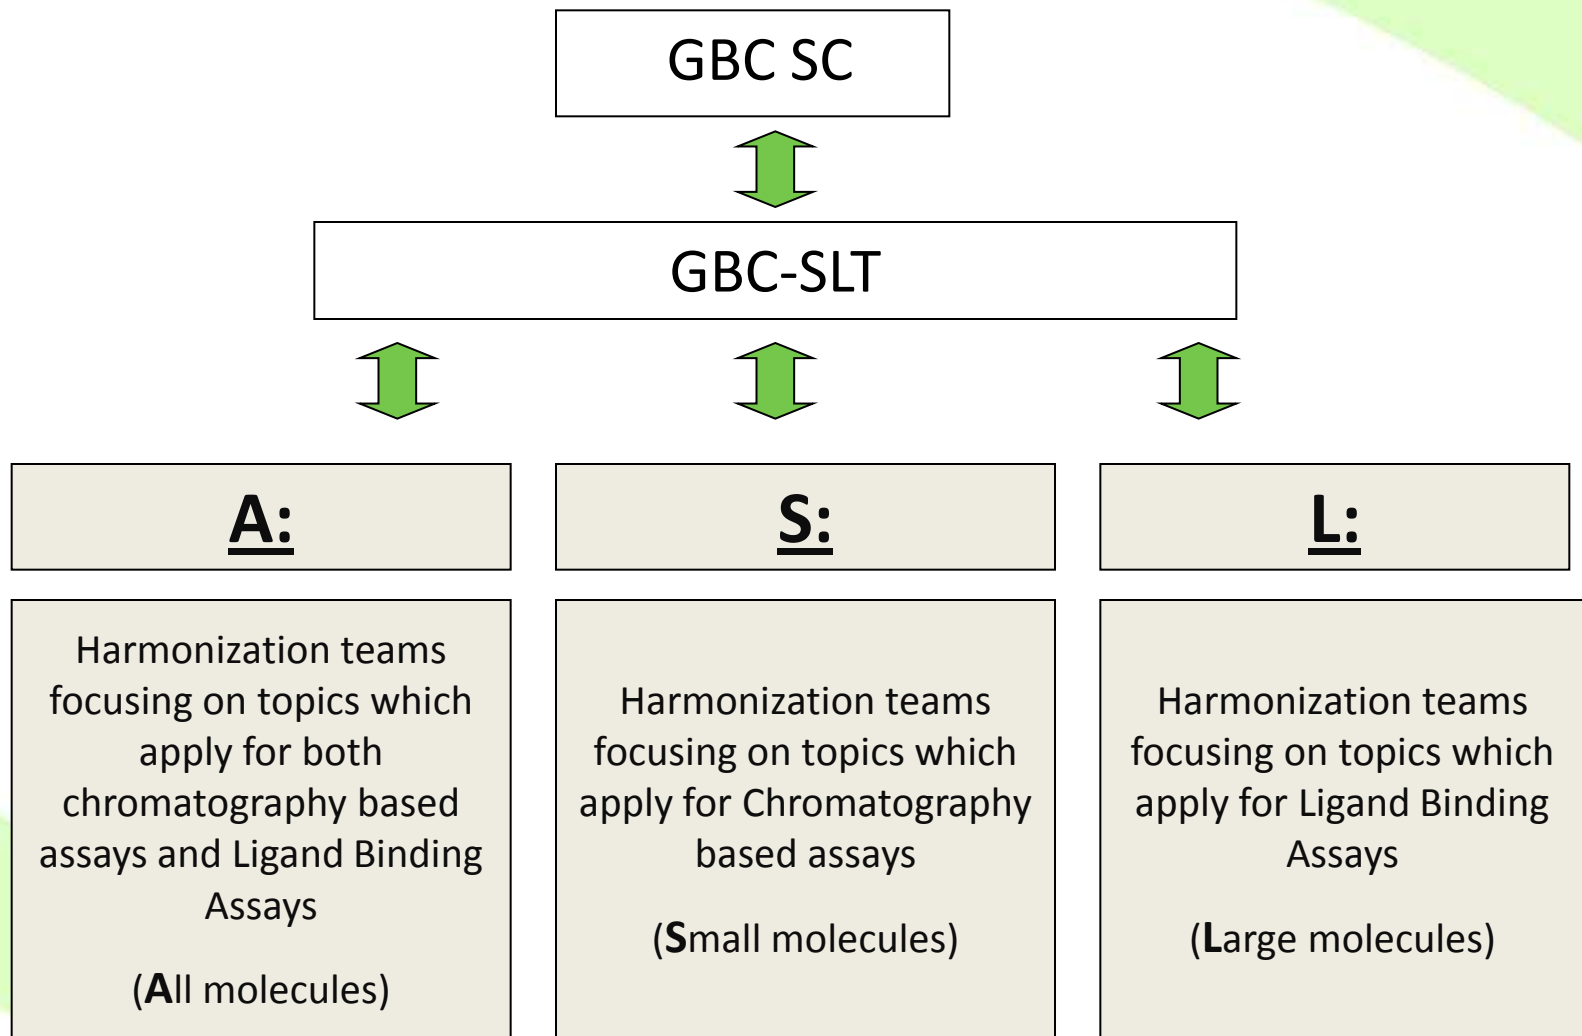 GBC SC
GBC-SLT
A:
Harmonization teams
focusing on topics which
apply for both
chromatography based
assays and Ligand Binding
Assays
(All molecules)
S:
Harmonization teams
focusing on topics which
apply for Chromatography
based assays
(Small molecules)
L:
Harmonization teams
focusing on topics which
apply for Ligand Binding
Assays
(Large molecules)